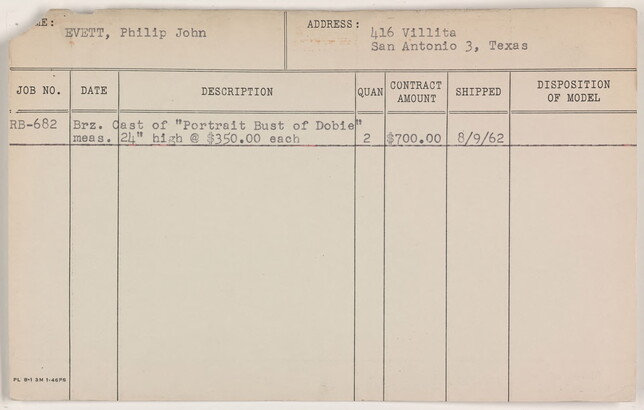 ME: EVETT, Philip John ADDRESS: 416 Villita
San Antonio 3, Texas
JOB NO. DATE DESCRIPTION QUAN CONTRACT AMOUNT SHIPPED DISPOSITION OF MODEL
RB-682 Brz. Cast of "Portrait Bust of Dobie"
meas. 24" high @ $350.00 each 2 $700.00 8/9/62